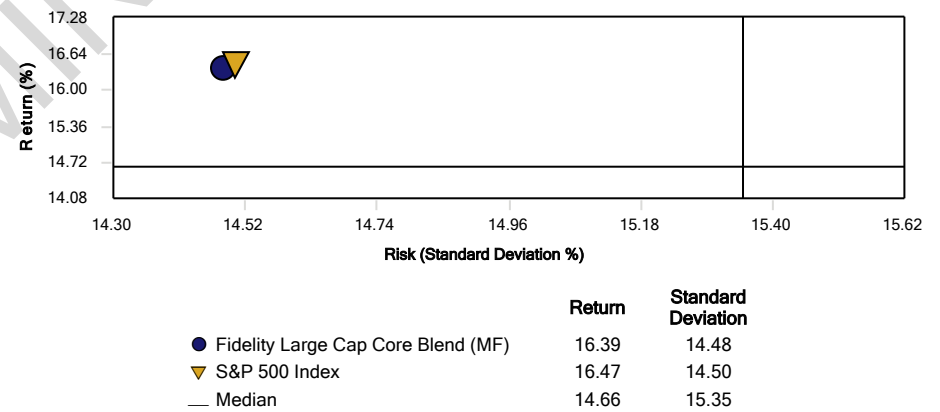 17.28
16.64
16.00
15.36
14.72
14.08
Return (%)
14.30 14.52 14.74 14.96 15.18 15.40 15.62
Risk (Standard Deviation %)
Return Standard Deviation
Fidelity Large Cap Core Blend (MF) 16.39 14.48
S&P 500 Index 16.47 14.50
Median 14.66 15.35